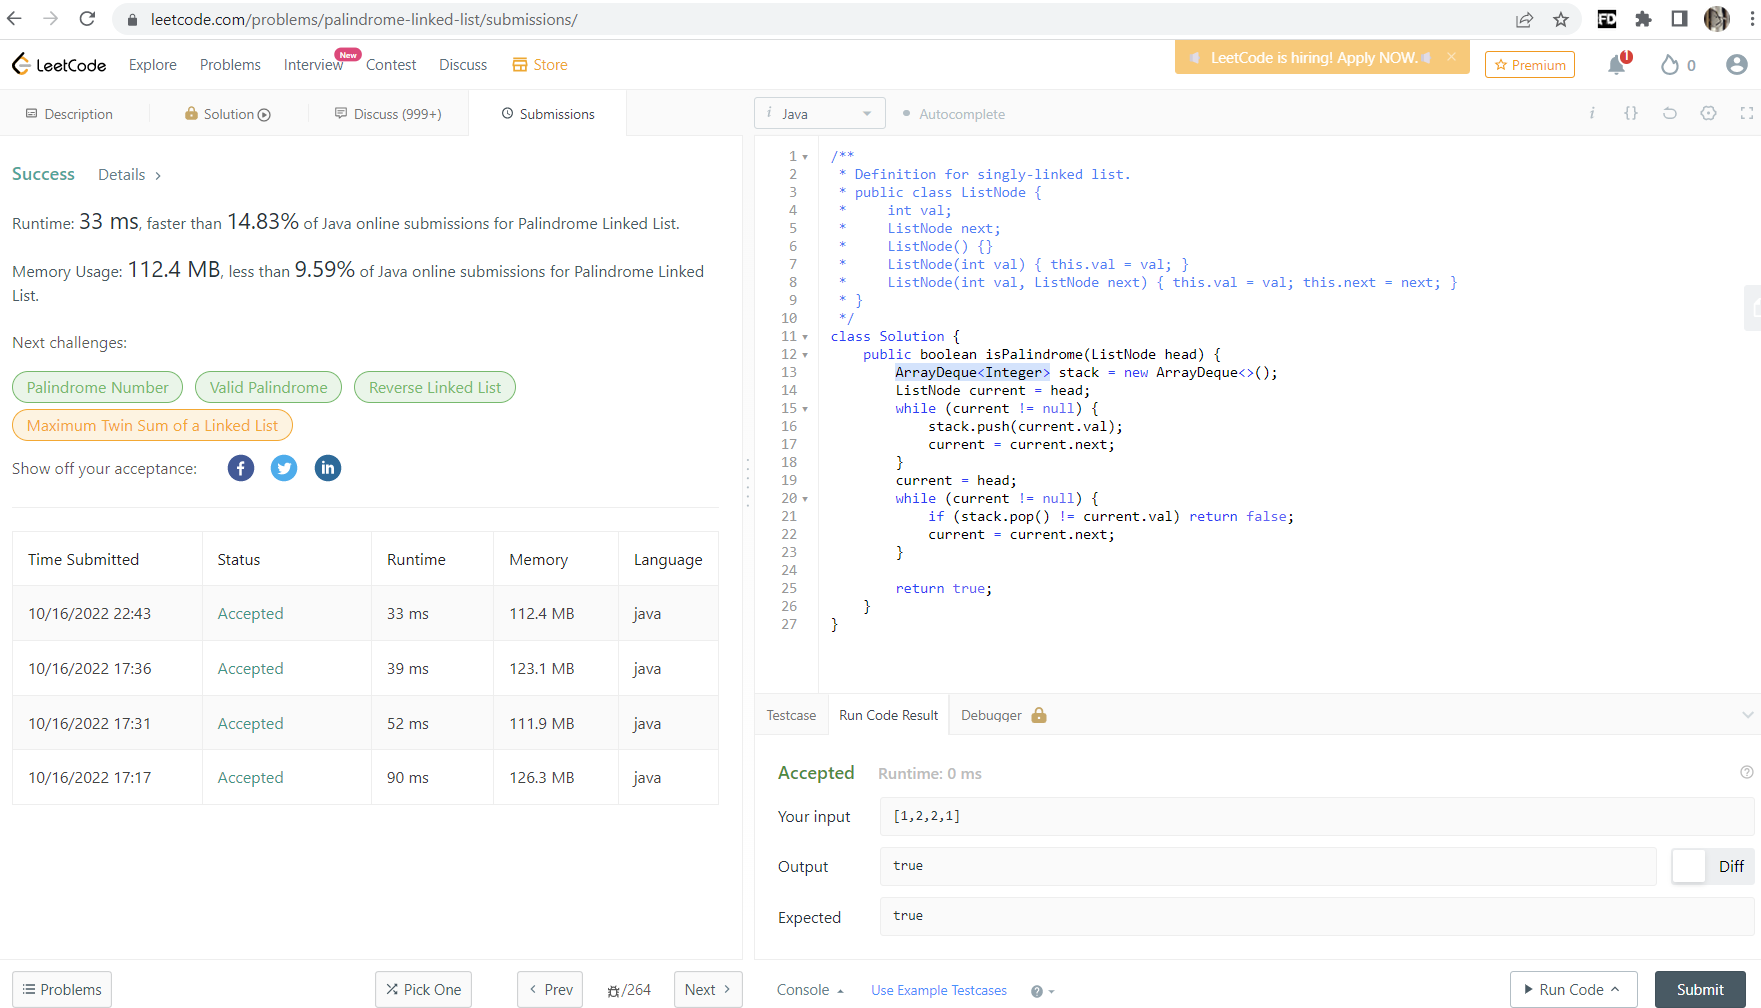 leetcode.com/problems/palindrome-linked-list/submissions/
FD
LeetCode Explore Problems Interview New Contest Discuss Store LeetCode is hiring! Apply NOW. × Premium 1 0
Description Solution Discuss (999+) Submissions
i Java Autocomplete i {}
Success Details >
Runtime: 33 ms, faster than 14.83% of Java online submissions for Palindrome Linked List.
Memory Usage: 112.4 MB, less than 9.59% of Java online submissions for Palindrome Linked
List.
Next challenges:
Palindrome Number Valid Palindrome Reverse Linked List
Maximum Twin Sum of a Linked List
Show off your acceptance: f in
Time Submitted Status Runtime Memory Language
10/16/2022 22:43 Accepted 33 ms 112.4 MB java
10/16/2022 17:36 Accepted 39 ms 123.1 MB java
10/16/2022 17:31 Accepted 52 ms 111.9 MB java
10/16/2022 17:17 Accepted 90 ms 126.3 MB java
1 /**
2 * Definition for singly-linked list.
3 * public class ListNode {
4 *     int val;
5 *     ListNode next;
6 *     ListNode() {}
7 *     ListNode(int val) { this.val = val; }
8 *     ListNode(int val, ListNode next) { this.val = val; this.next = next; }
9 * }
10 */
11 class Solution {
12     public boolean isPalindrome(ListNode head) {
13         ArrayDeque<Integer> stack = new ArrayDeque<>();
14         ListNode current = head;
15         while (current != null) {
16             stack.push(current.val);
17             current = current.next;
18         }
19         current = head;
20         while (current != null) {
21             if (stack.pop() != current.val) return false;
22             current = current.next;
23         }
24
25         return true;
26     }
27 }
Testcase Run Code Result Debugger
Accepted Runtime: 0 ms
Your input [1,2,2,1]
Output true Diff
Expected true
Problems Pick One < Prev /264 Next > Console Use Example Testcases ? Run Code Submit